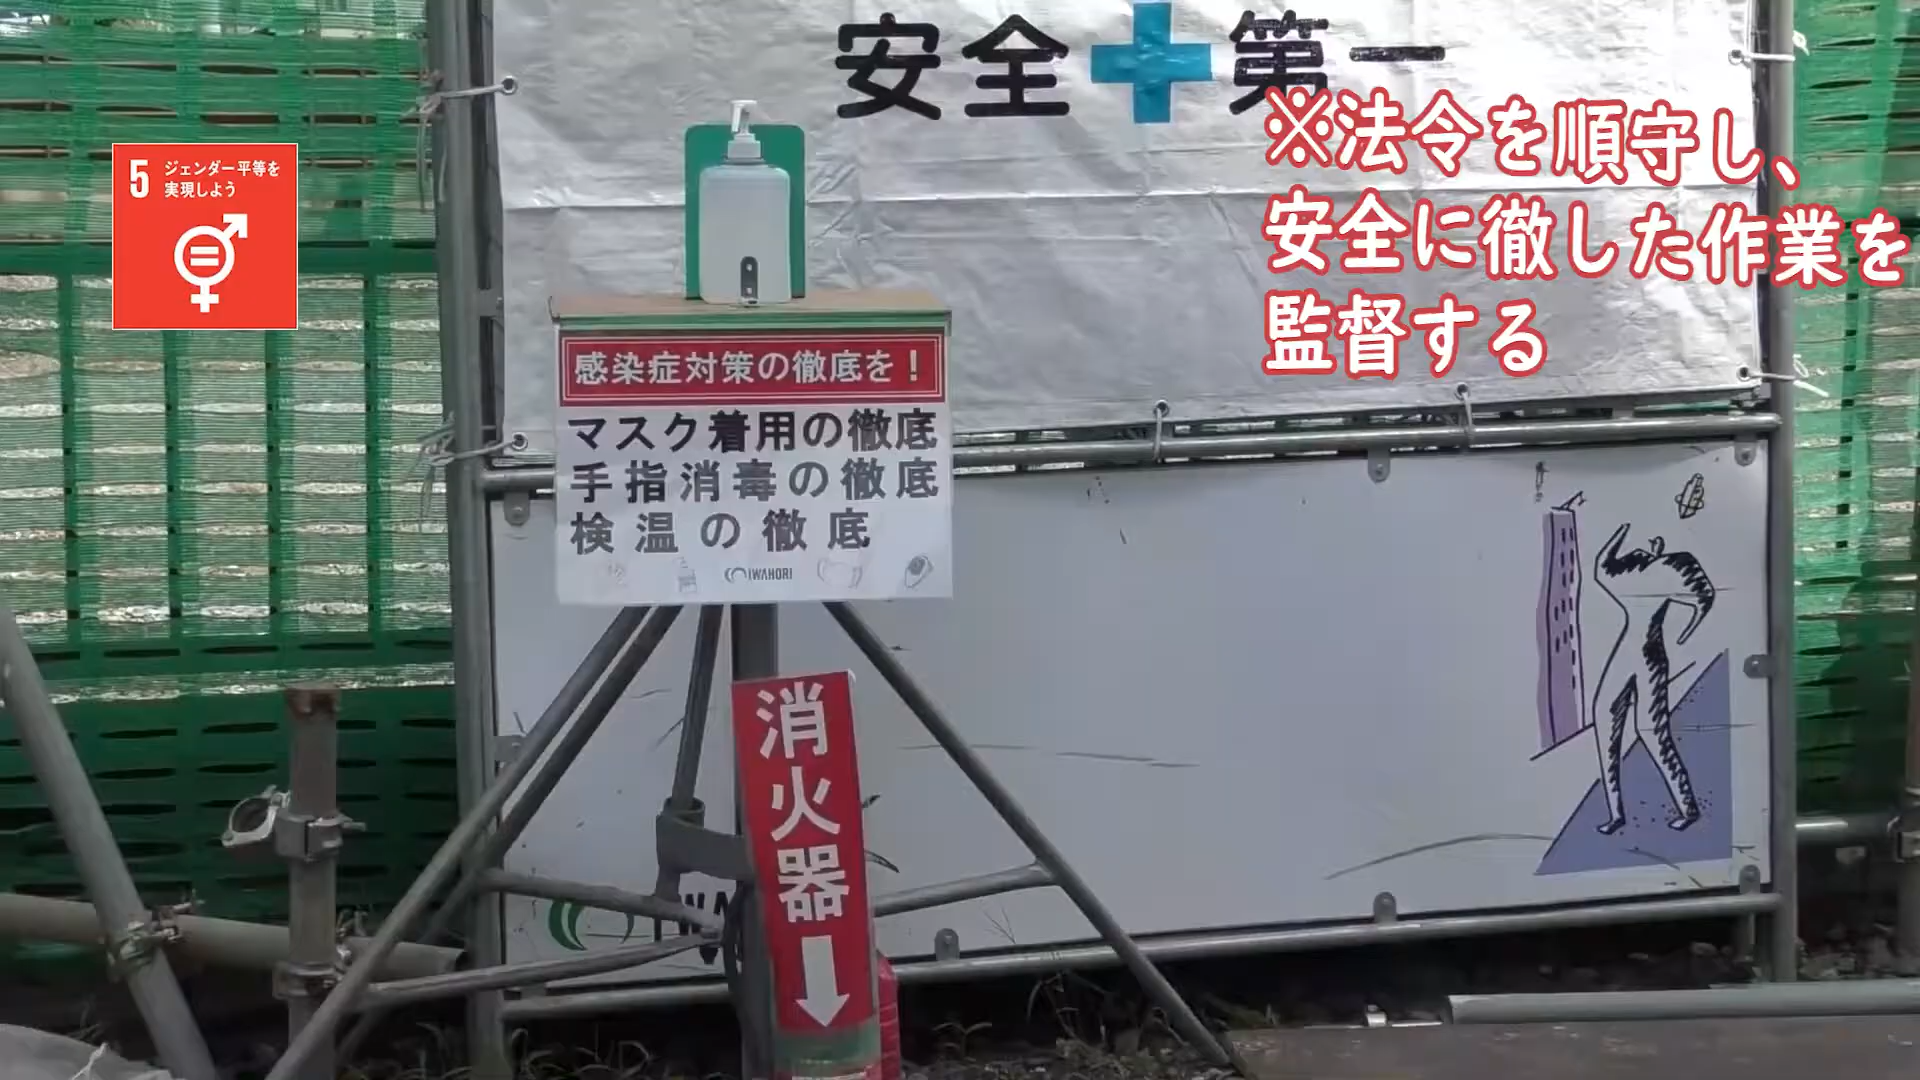 安全✚第一
※法令を順守し、
安全に徹した作業を
監督する
5 ジェンダー平等を
実現しよう
感染症対策の徹底を！
マスク着用の徹底
手指消毒の徹底
検温の徹底
IWAHORI
消火器